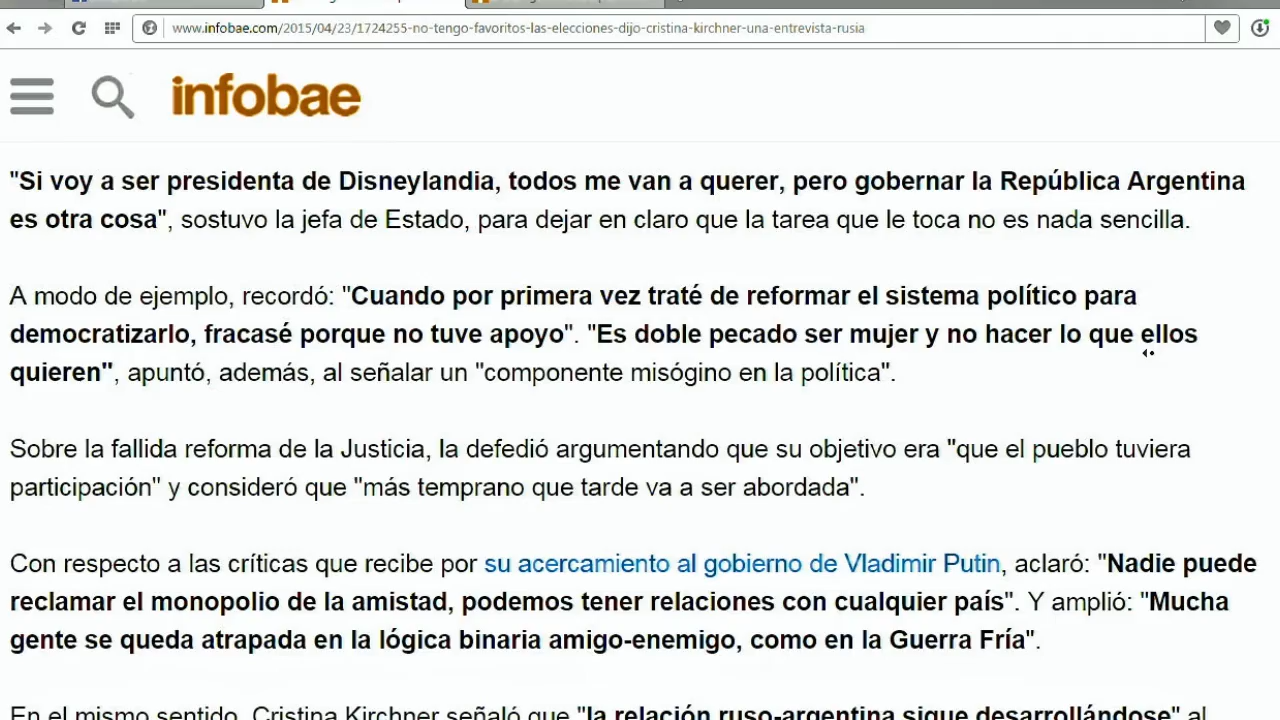 www.infobae.com/2015/04/23/1724255-no-tengo-favoritos-las-elecciones-dijo-cristina-kirchner-una-entrevista-rusia
infobae
"Si voy a ser presidenta de Disneylandia, todos me van a querer, pero gobernar la República Argentina
es otra cosa", sostuvo la jefa de Estado, para dejar en claro que la tarea que le toca no es nada sencilla.
A modo de ejemplo, recordó: "Cuando por primera vez traté de reformar el sistema político para
democratizarlo, fracasé porque no tuve apoyo". "Es doble pecado ser mujer y no hacer lo que ellos
quieren", apuntó, además, al señalar un "componente misógino en la política".
Sobre la fallida reforma de la Justicia, la defedió argumentando que su objetivo era "que el pueblo tuviera
participación" y consideró que "más temprano que tarde va a ser abordada".
Con respecto a las críticas que recibe por su acercamiento al gobierno de Vladimir Putin, aclaró: "Nadie puede
reclamar el monopolio de la amistad, podemos tener relaciones con cualquier país". Y amplió: "Mucha
gente se queda atrapada en la lógica binaria amigo-enemigo, como en la Guerra Fría".
En el mismo sentido, Cristina Kirchner señaló que "la relación ruso-argentina sigue desarrollándose" al